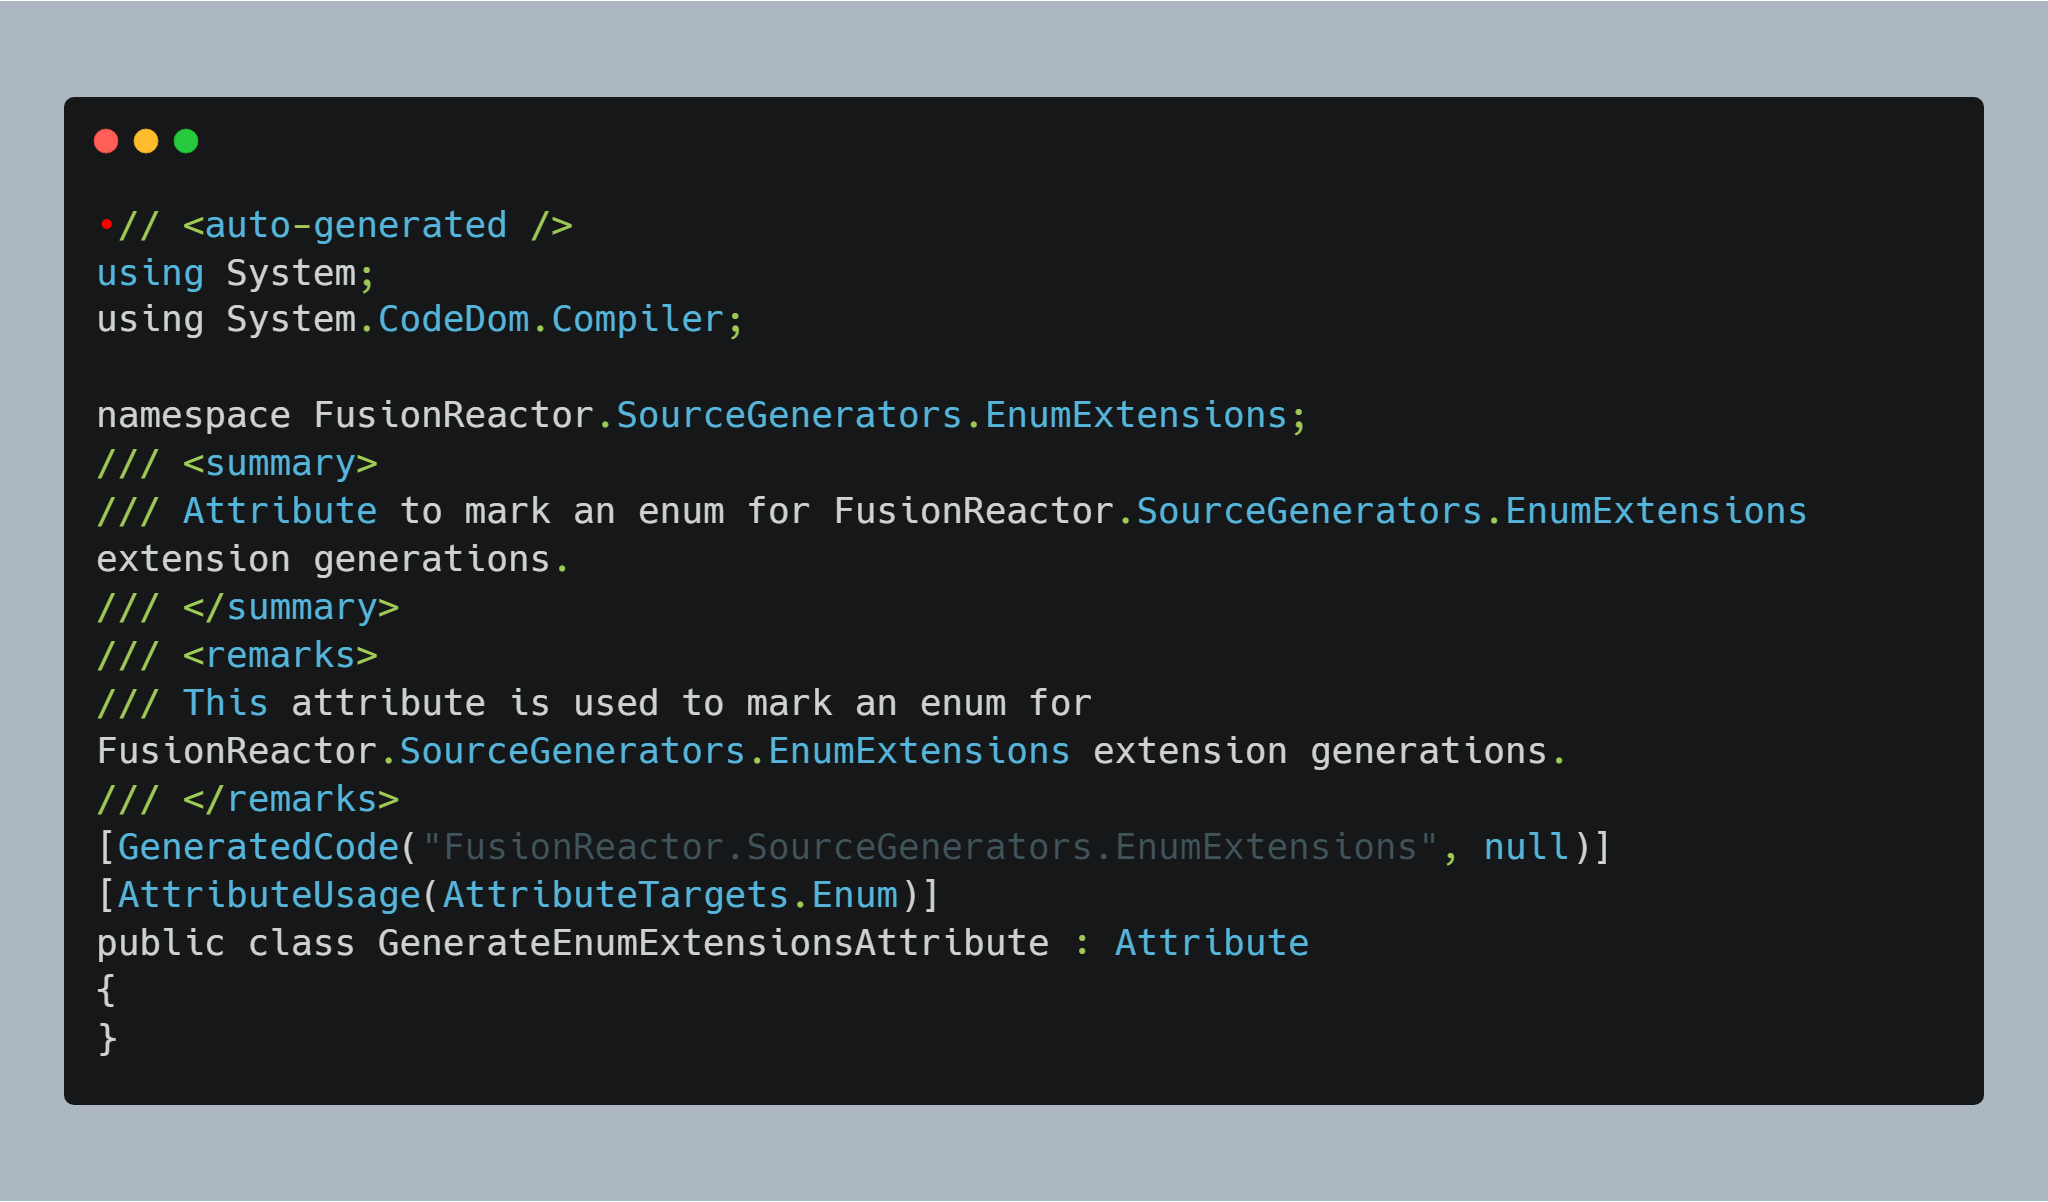 •// <auto-generated />
using System;
using System.CodeDom.Compiler;
namespace FusionReactor.SourceGenerators.EnumExtensions;
/// <summary>
/// Attribute to mark an enum for FusionReactor.SourceGenerators.EnumExtensions
extension generations.
/// </summary>
/// <remarks>
/// This attribute is used to mark an enum for
FusionReactor.SourceGenerators.EnumExtensions extension generations.
/// </remarks>
[GeneratedCode("FusionReactor.SourceGenerators.EnumExtensions", null)]
[AttributeUsage(AttributeTargets.Enum)]
public class GenerateEnumExtensionsAttribute : Attribute
{
}